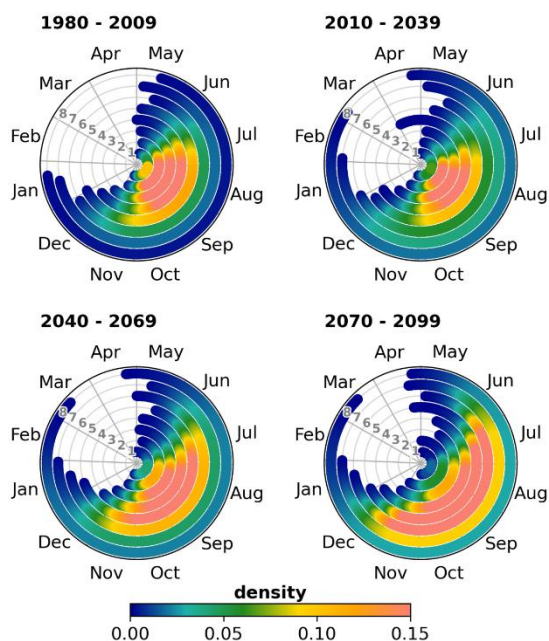 1980 - 2009
2010 - 2039
Apr May
Mar Jun
Feb Jul
Jan Aug
Dec Sep
Nov Oct
8 7 6 5 4 3 2 1
Apr May
Mar Jun
Feb Jul
Jan Aug
Dec Sep
Nov Oct
8 7 6 5 4 3 2 1
2040 - 2069
2070 - 2099
Apr May
Mar Jun
Feb Jul
Jan Aug
Dec Sep
Nov Oct
8 7 6 5 4 3 2 1
Apr May
Mar Jun
Feb Jul
Jan Aug
Dec Sep
Nov Oct
8 7 6 5 4 3 2 1
density
0.00 0.05 0.10 0.15